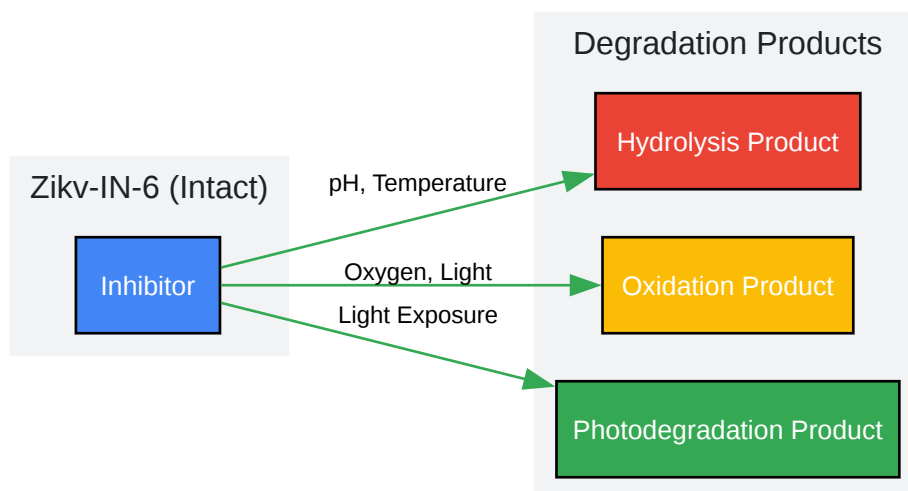 Degradation Products
Hydrolysis Product
Zikv-IN-6 (Intact)
pH, Temperature
Inhibitor
Oxygen, Light
Oxidation Product
Light Exposure
Photodegradation Product